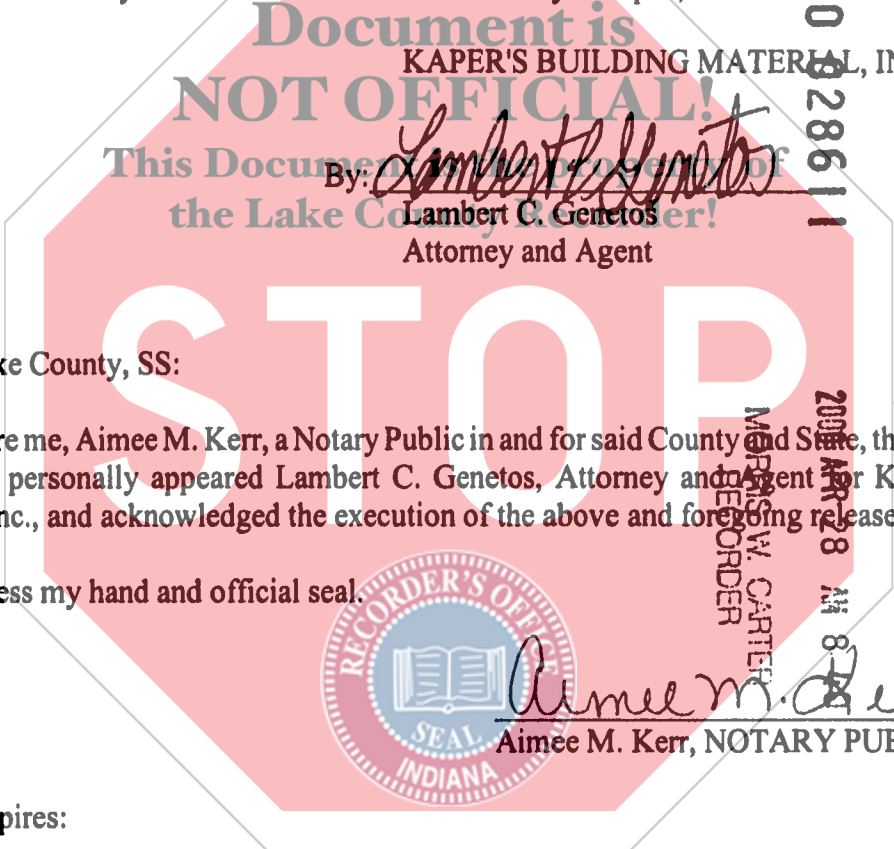 Document is
KAPER'S BUILDING MATERIAL, IN
NOT OFFICIAL!
This Document is the property of
By: Lambert C. Genetos
the Lake County Recorder!
Lambert C. Genetos
Attorney and Agent
028611
STOP
ke County, SS:
re me, Aimee M. Kerr, a Notary Public in and for said County and State, th
personally appeared Lambert C. Genetos, Attorney and Agent for K
nc., and acknowledged the execution of the above and foregoing release
ess my hand and official seal.
MORRIS W. CARTER
RECORDER
APR 28 AM 8
RECORDER'S OFFICE
SEAL
INDIANA
Aimee M. Ke
Aimee M. Kerr, NOTARY PUB
pires: